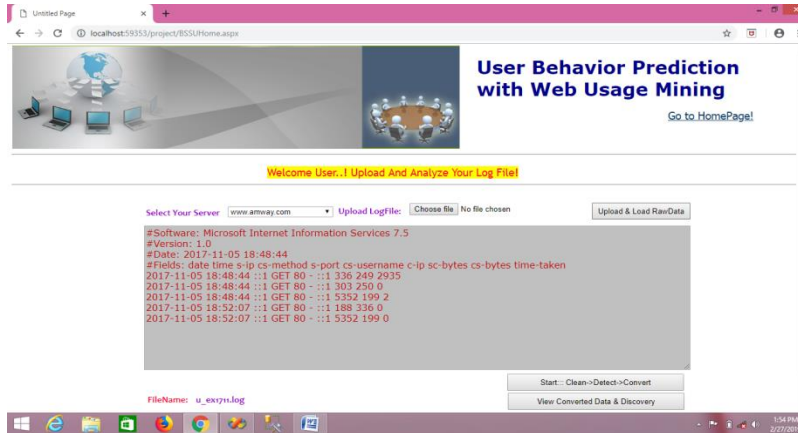 Untitled Page
localhost:59353/project/BSSUHome.aspx
User Behavior Prediction
with Web Usage Mining
Go to HomePage!
Welcome User..! Upload And Analyze Your Log File!
Select Your Server www.amway.com Upload LogFile: Choose file No file chosen Upload & Load RawData
#Software: Microsoft Internet Information Services 7.5
#Version: 1.0
#Date: 2017-11-05 18:48:44
#Fields: date time s-ip cs-method s-port cs-username c-ip sc-bytes cs-bytes time-taken
2017-11-05 18:48:44 ::1 GET 80 - ::1 336 249 2935
2017-11-05 18:48:44 ::1 GET 80 - ::1 303 250 0
2017-11-05 18:48:44 ::1 GET 80 - ::1 5352 199 2
2017-11-05 18:52:07 ::1 GET 80 - ::1 188 336 0
2017-11-05 18:52:07 ::1 GET 80 - ::1 5352 199 0
Start:: Clean->Detect->Convert
FileName: u_ex1711.log
View Converted Data & Discovery
1:54 PM